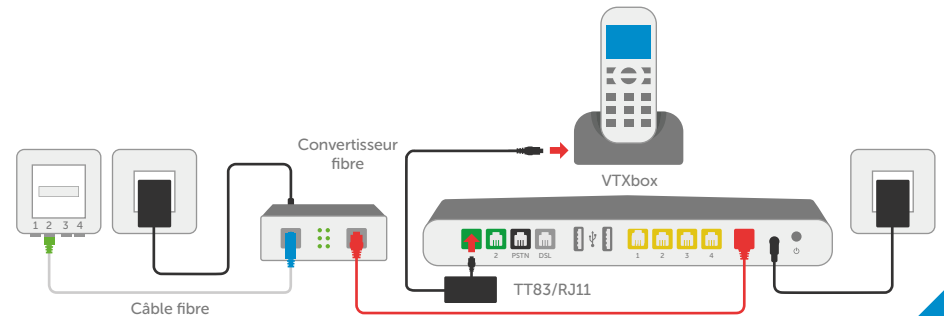 Convertisseur
fibre
VTXbox
1 2 3 4
2 PSTN DSL
1 2 3 4
TT83/RJ11
Câble fibre